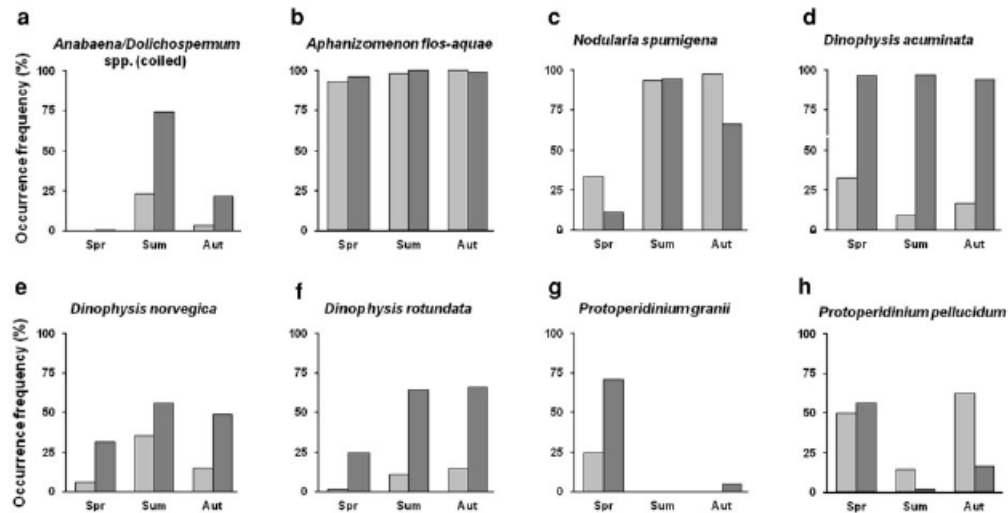 a
Anabaena/Dolichospermum
spp. (coiled)
Occurrence frequency (%)
100
75
50
25
0
Spr Sum Aut
b
Aphanizomenon flos-aquae
100
75
50
25
0
Spr Sum Aut
c
Nodularia spumigena
100
75
50
25
0
Spr Sum Aut
d
Dinophysis acuminata
100
75
50
25
0
Spr Sum Aut
e
Dinophysis norvegica
Occurrence frequency (%)
100
75
50
25
0
Spr Sum Aut
f
Dinophysis rotundata
100
75
50
25
0
Spr Sum Aut
g
Protoperidinium granii
100
75
50
25
0
Spr Sum Aut
h
Protoperidinium pellucidum
100
75
50
25
0
Spr Sum Aut